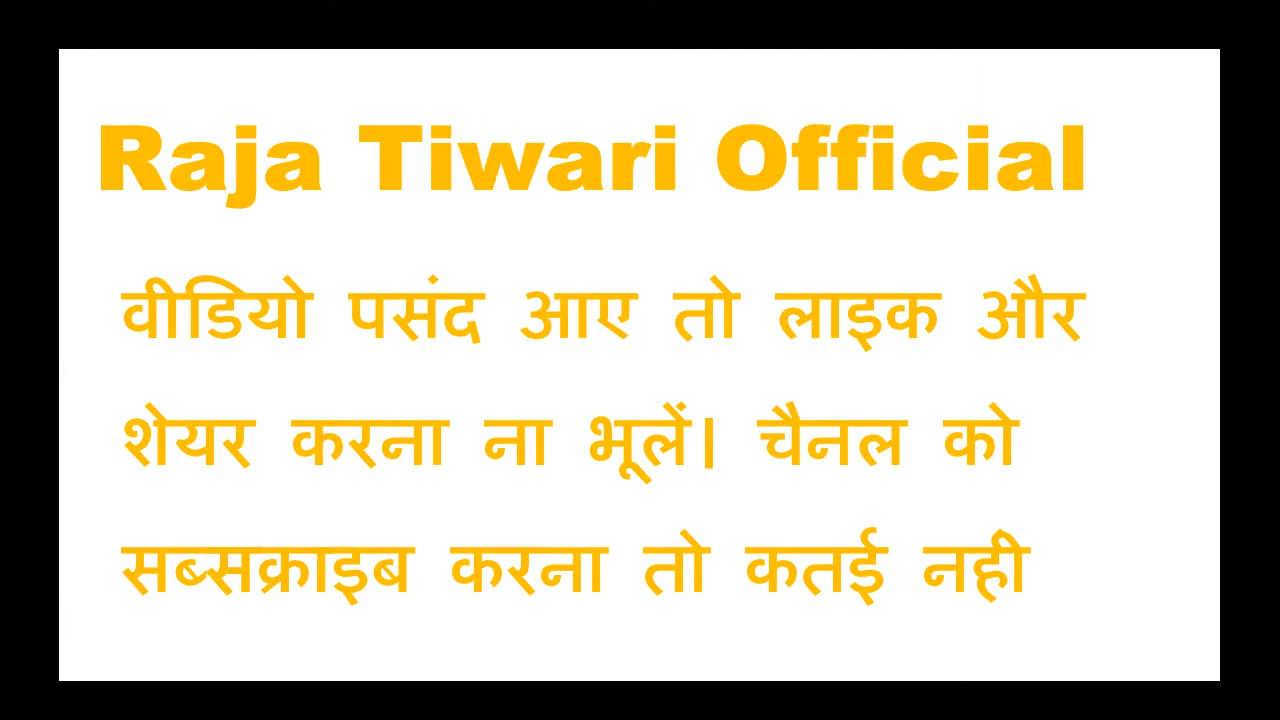 Raja Tiwari Official
वीडियो पसंद आए तो लाइक और
शेयर करना ना भूलें। चैनल को
सब्सक्राइब करना तो कतई नही